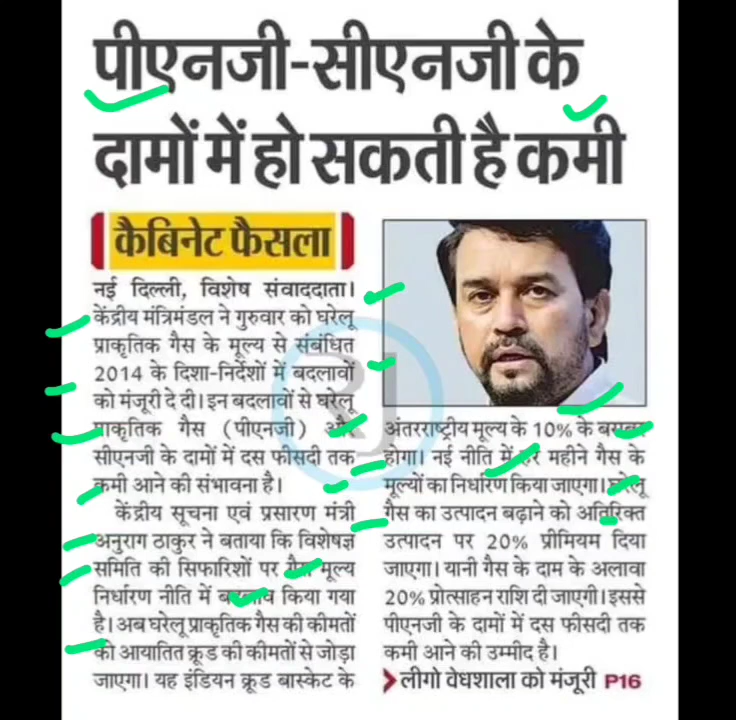 पीएनजी-सीएनजी के
दामों में हो सकती है कमी
कैबिनेट फैसला
नई दिल्ली, विशेष संवाददाता।
केंद्रीय मंत्रिमंडल ने गुरुवार को घरेलू
प्राकृतिक गैस के मूल्य से संबंधित
2014 के दिशा-निर्देशों में बदलावों
को मंजूरी दे दी। इन बदलावों से घरेलू
प्राकृतिक गैस (पीएनजी) और
सीएनजी के दामों में दस फीसदी तक
कमी आने की संभावना है।
केंद्रीय सूचना एवं प्रसारण मंत्री
अनुराग ठाकुर ने बताया कि विशेषज्ञ
समिति की सिफारिशों पर गैस मूल्य
निर्धारण नीति में बदलाव किया गया
है। अब घरेलू प्राकृतिक गैस की कीमतों
को आयातित क्रूड की कीमतों से जोड़ा
जाएगा। यह इंडियन क्रूड बास्केट के
अंतरराष्ट्रीय मूल्य के 10% के बराबर
होगा। नई नीति में हर महीने गैस के
मूल्यों का निर्धारण किया जाएगा। घरेलू
गैस का उत्पादन बढ़ाने को अतिरिक्त
उत्पादन पर 20% प्रीमियम दिया
जाएगा। यानी गैस के दाम के अलावा
20% प्रोत्साहन राशि दी जाएगी। इससे
पीएनजी के दामों में दस फीसदी तक
कमी आने की उम्मीद है।
लीगो वेधशाला को मंजूरी P16
RJ